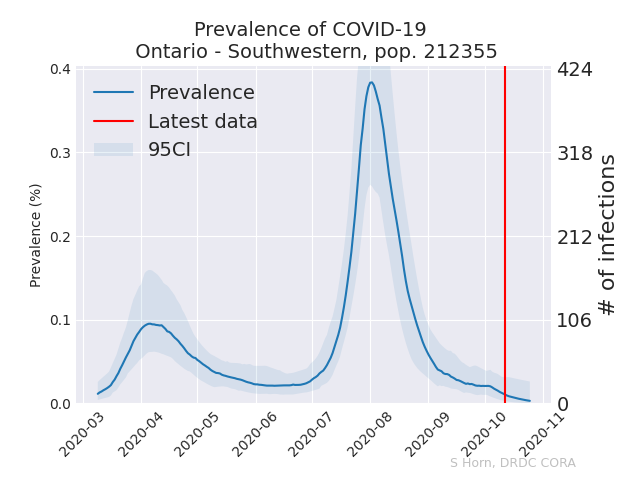 Prevalence of COVID-19
Ontario - Southwestern, pop. 212355
Prevalence
Latest data
95CI
Prevalence (%)
0.4
0.3
0.2
0.1
0.0
424
318
212
106
0
# of infections
2020-03
2020-04
2020-05
2020-06
2020-07
2020-08
2020-09
2020-10
2020-11
S Horn, DRDC CORA